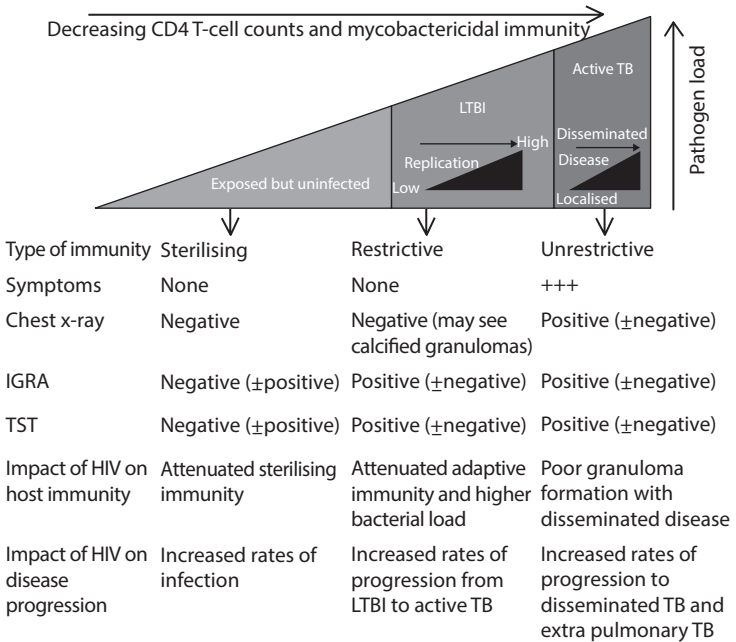 Decreasing CD4 T-cell counts and mycobactericidal immunity
Pathogen load
Active TB
LTBI
Disseminated
High
Replication
Disease
Exposed but uninfected
Low
Localised
Type of immunity Sterilising Restrictive Unrestrictive
Symptoms None None +++
Chest x-ray Negative Negative (may see Positive (±negative)
calcified granulomas)
IGRA Negative (±positive) Positive (±negative) Positive (±negative)
TST Negative (±positive) Positive (±negative) Positive (±negative)
Impact of HIV on Attenuated sterilising Attenuated adaptive Poor granuloma
host immunity immunity immunity and higher formation with
bacterial load disseminated disease
Impact of HIV on Increased rates of Increased rates of Increased rates of
disease infection progression from progression to
progression LTBI to active TB disseminated TB and
extra pulmonary TB